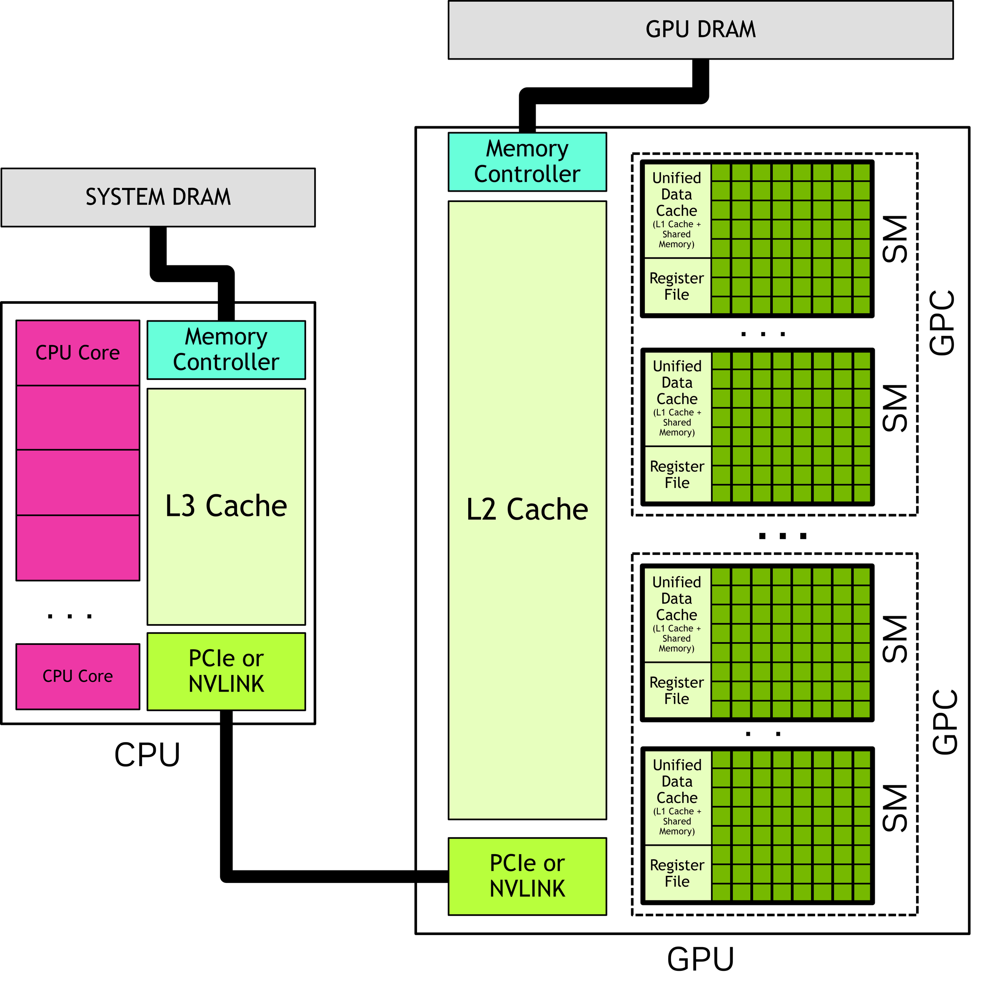 GPU DRAM
SYSTEM DRAM
CPU Core
Memory
Controller
L3 Cache
CPU Core
PCIe or
NVLINK
CPU
Memory
Controller
L2 Cache
PCIe or
NVLINK
Unified
Data
Cache
(L1 Cache +
Shared
Memory)
Register
File
SM
. . .
Unified
Data
Cache
(L1 Cache +
Shared
Memory)
Register
File
SM
GPC
. . .
Unified
Data
Cache
(L1 Cache +
Shared
Memory)
Register
File
SM
. .
Unified
Data
Cache
(L1 Cache +
Shared
Memory)
Register
File
SM
GPC
GPU